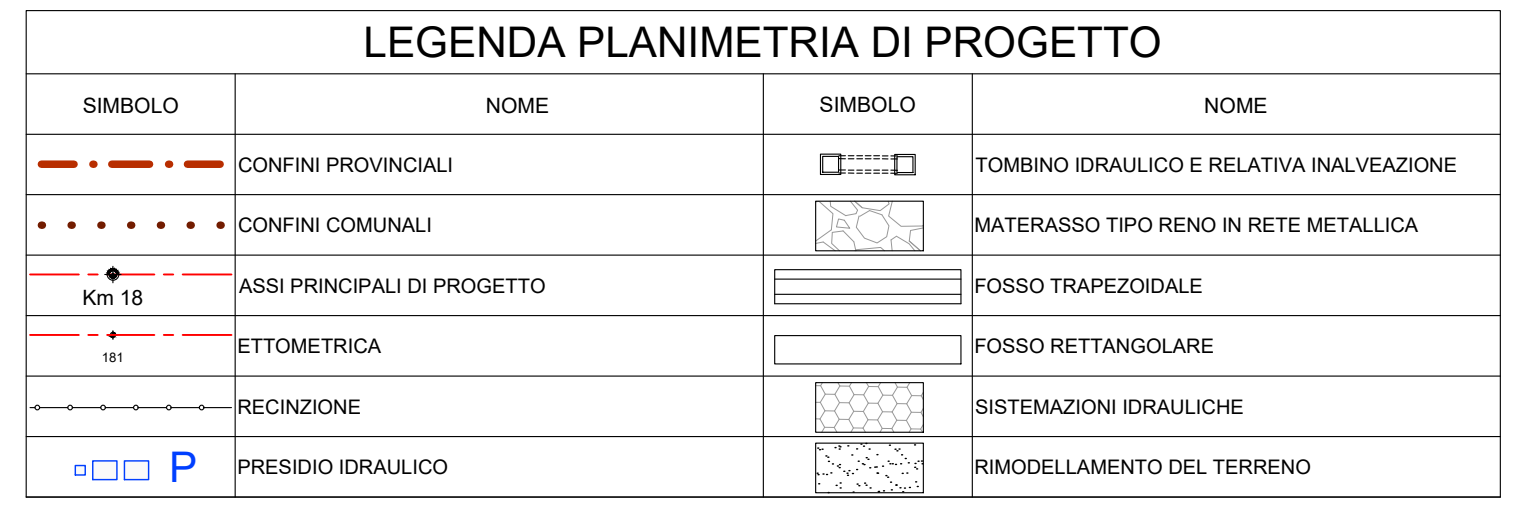 LEGENDA PLANIMETRIA DI PROGETTO
SIMBOLO NOME SIMBOLO NOME
CONFINI PROVINCIALI TOMBINO IDRAULICO E RELATIVA INALVEAZIONE
CONFINI COMUNALI MATERASSO TIPO RENO IN RETE METALLICA
Km 18 ASSI PRINCIPALI DI PROGETTO FOSSO TRAPEZOIDALE
181 ETTOMETRICA FOSSO RETTANGOLARE
RECINZIONE SISTEMAZIONI IDRAULICHE
P PRESIDIO IDRAULICO RIMODELLAMENTO DEL TERRENO